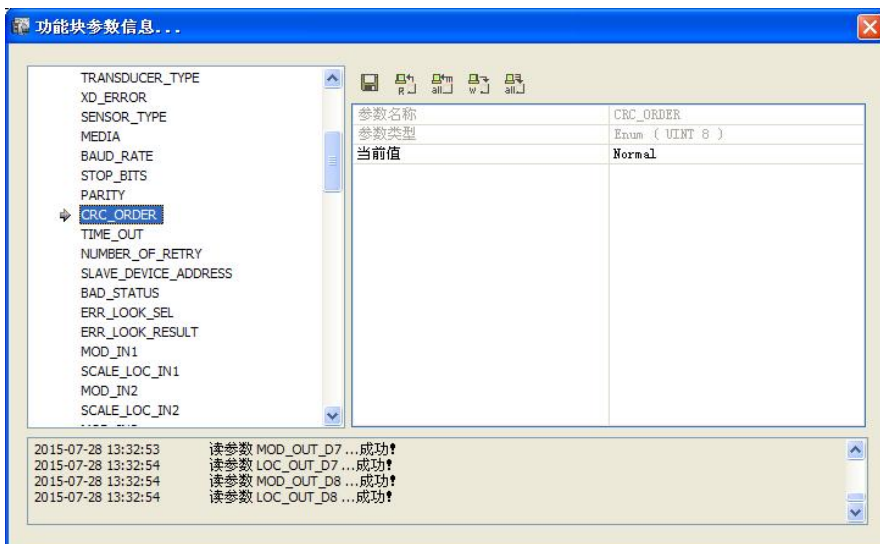 功能块参数信息...
TRANSDUCER_TYPE
XD_ERROR
SENSOR_TYPE
MEDIA
BAUD_RATE
STOP_BITS
PARITY
CRC_ORDER
TIME_OUT
NUMBER_OF_RETRY
SLAVE_DEVICE_ADDRESS
BAD_STATUS
ERR_LOOK_SEL
ERR_LOOK_RESULT
MOD_IN1
SCALE_LOC_IN1
MOD_IN2
SCALE_LOC_IN2
R all w all
参数名称 CRC_ORDER
参数类型 Enum ( UINT 8 )
当前值 Normal
2015-07-28 13:32:53 读参数 MOD_OUT_D7 ...成功!
2015-07-28 13:32:54 读参数 LOC_OUT_D7 ...成功!
2015-07-28 13:32:54 读参数 MOD_OUT_D8 ...成功!
2015-07-28 13:32:54 读参数 LOC_OUT_D8 ...成功!